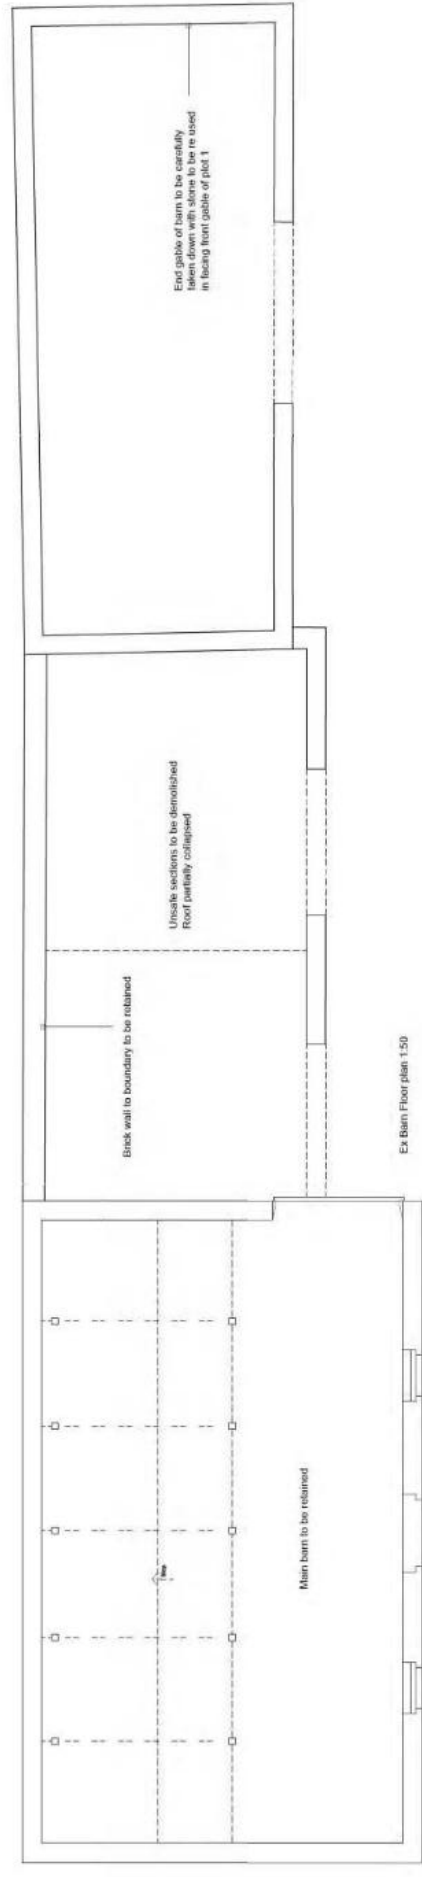 End gable of barn to be carefully
taken down with stone to be re used
in facing front gable of plot 1
Unsafe sections to be demolished
Roof partially collapsed
Brick wall to boundary to be retained
Ex Barn Floor plan 1:50
Main barn to be retained